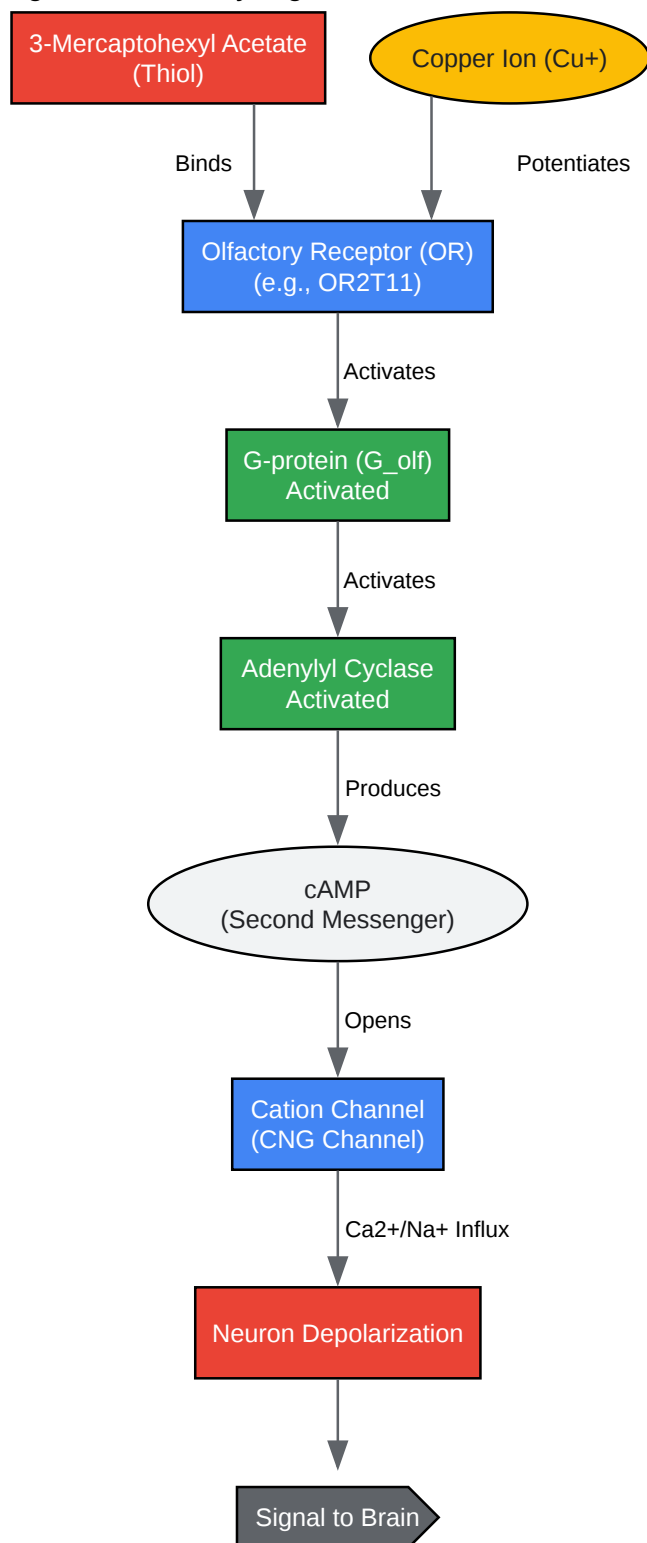 3-Mercaptohexyl Acetate
(Thiol)
Copper Ion (Cu+)
Binds
Potentiates
Olfactory Receptor (OR)
(e.g., OR2T11)
Activates
G-protein (G_olf)
Activated
Activates
Adenylyl Cyclase
Activated
Produces
cAMP
(Second Messenger)
Opens
Cation Channel
(CNG Channel)
Ca2+/Na+ Influx
Neuron Depolarization
Signal to Brain